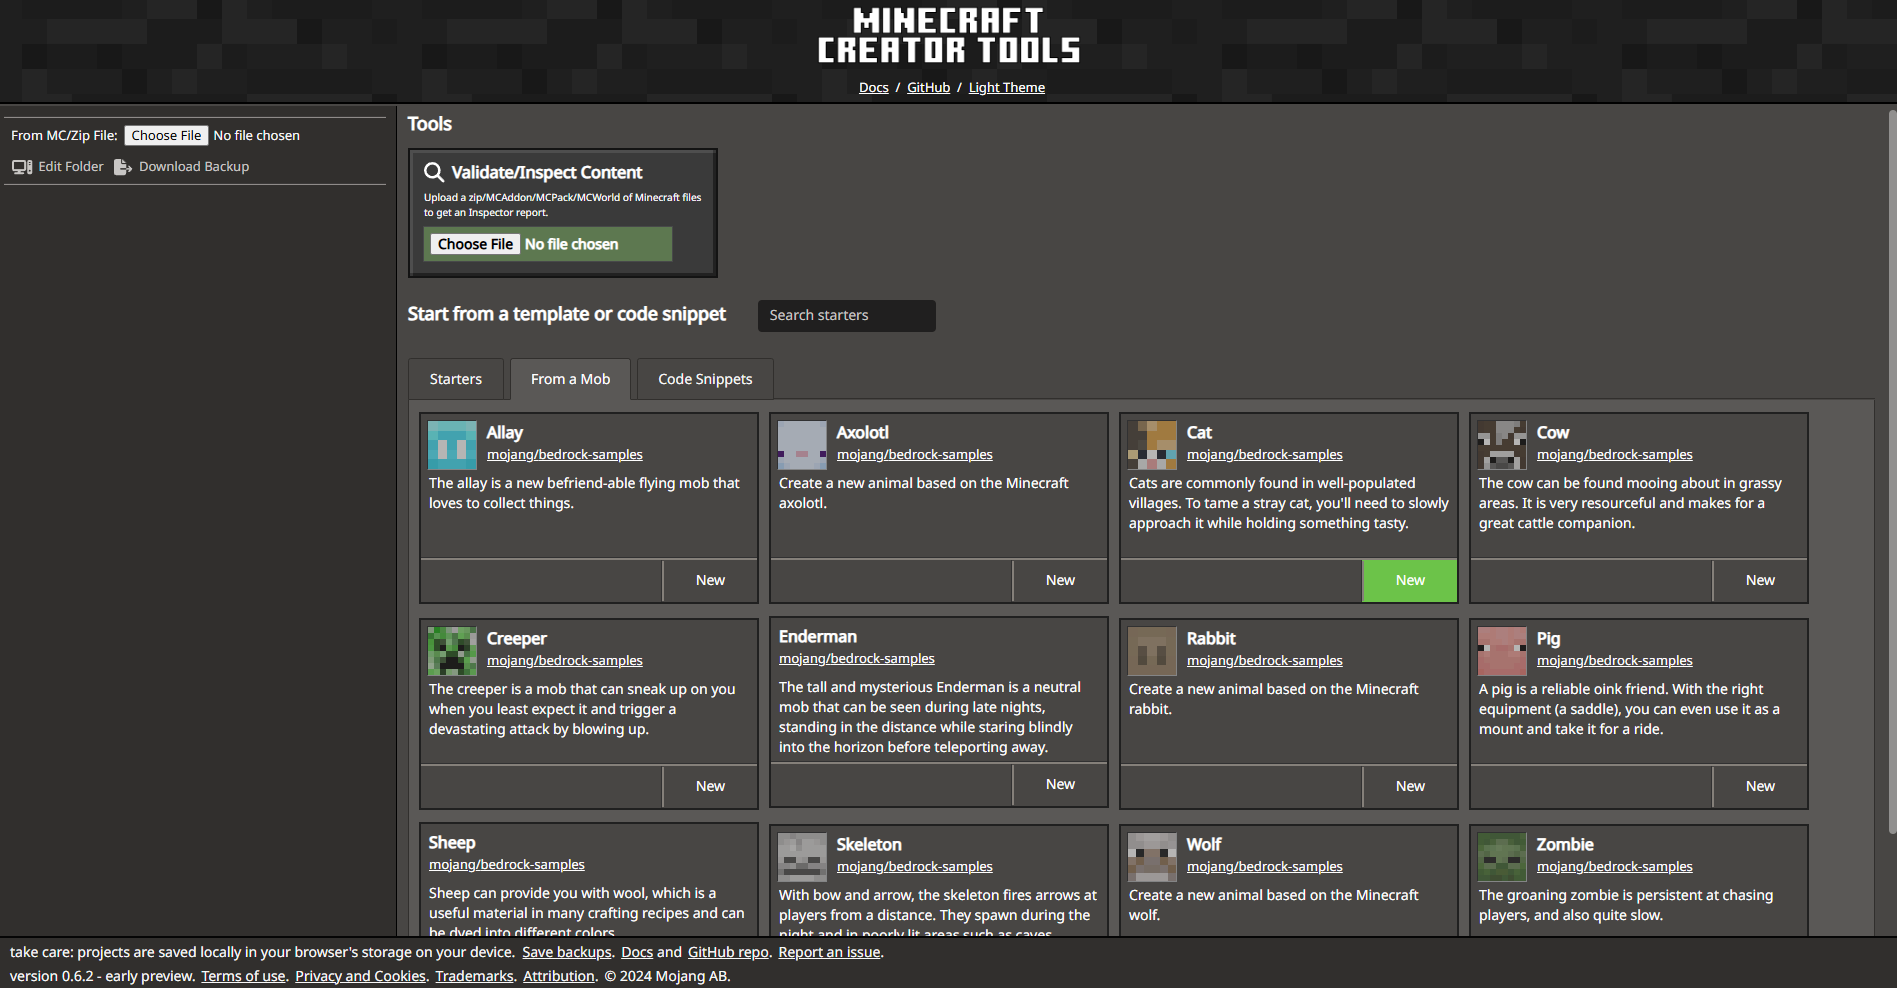 MINECRAFT
CREATOR TOOLS
Docs / GitHub / Light Theme
From MC/Zip File: Choose File No file chosen
Edit Folder Download Backup
Tools
Validate/Inspect Content
Upload a zip/MCAddon/MCPack/MCWorld of Minecraft files
to get an Inspector report.
Choose File No file chosen
Start from a template or code snippet
Search starters
Starters
From a Mob
Code Snippets
Allay
mojang/bedrock-samples
The allay is a new befriend-able flying mob that
loves to collect things.
New
Axolotl
mojang/bedrock-samples
Create a new animal based on the Minecraft
axolotl.
New
Cat
mojang/bedrock-samples
Cats are commonly found in well-populated
villages. To tame a stray cat, you'll need to slowly
approach it while holding something tasty.
New
Cow
mojang/bedrock-samples
The cow can be found mooing about in grassy
areas. It is very resourceful and makes for a
great cattle companion.
New
Creeper
mojang/bedrock-samples
The creeper is a mob that can sneak up on you
when you least expect it and trigger a
devastating attack by blowing up.
New
Enderman
mojang/bedrock-samples
The tall and mysterious Enderman is a neutral
mob that can be seen during late nights,
standing in the distance while staring blindly
into the horizon before teleporting away.
New
Rabbit
mojang/bedrock-samples
Create a new animal based on the Minecraft
rabbit.
New
Pig
mojang/bedrock-samples
A pig is a reliable oink friend. With the right
equipment (a saddle), you can even use it as a
mount and take it for a ride.
New
Sheep
mojang/bedrock-samples
Sheep can provide you with wool, which is a
useful material in many crafting recipes and can
be dyed into different colors.
Skeleton
mojang/bedrock-samples
With bow and arrow, the skeleton fires arrows at
players from a distance. They spawn during the
night and in poorly lit areas such as caves.
Wolf
mojang/bedrock-samples
Create a new animal based on the Minecraft
wolf.
Zombie
mojang/bedrock-samples
The groaning zombie is persistent at chasing
players, and also quite slow.
take care: projects are saved locally in your browser's storage on your device. Save backups. Docs and GitHub repo. Report an issue.
version 0.6.2 - early preview. Terms of use. Privacy and Cookies. Trademarks. Attribution. © 2024 Mojang AB.